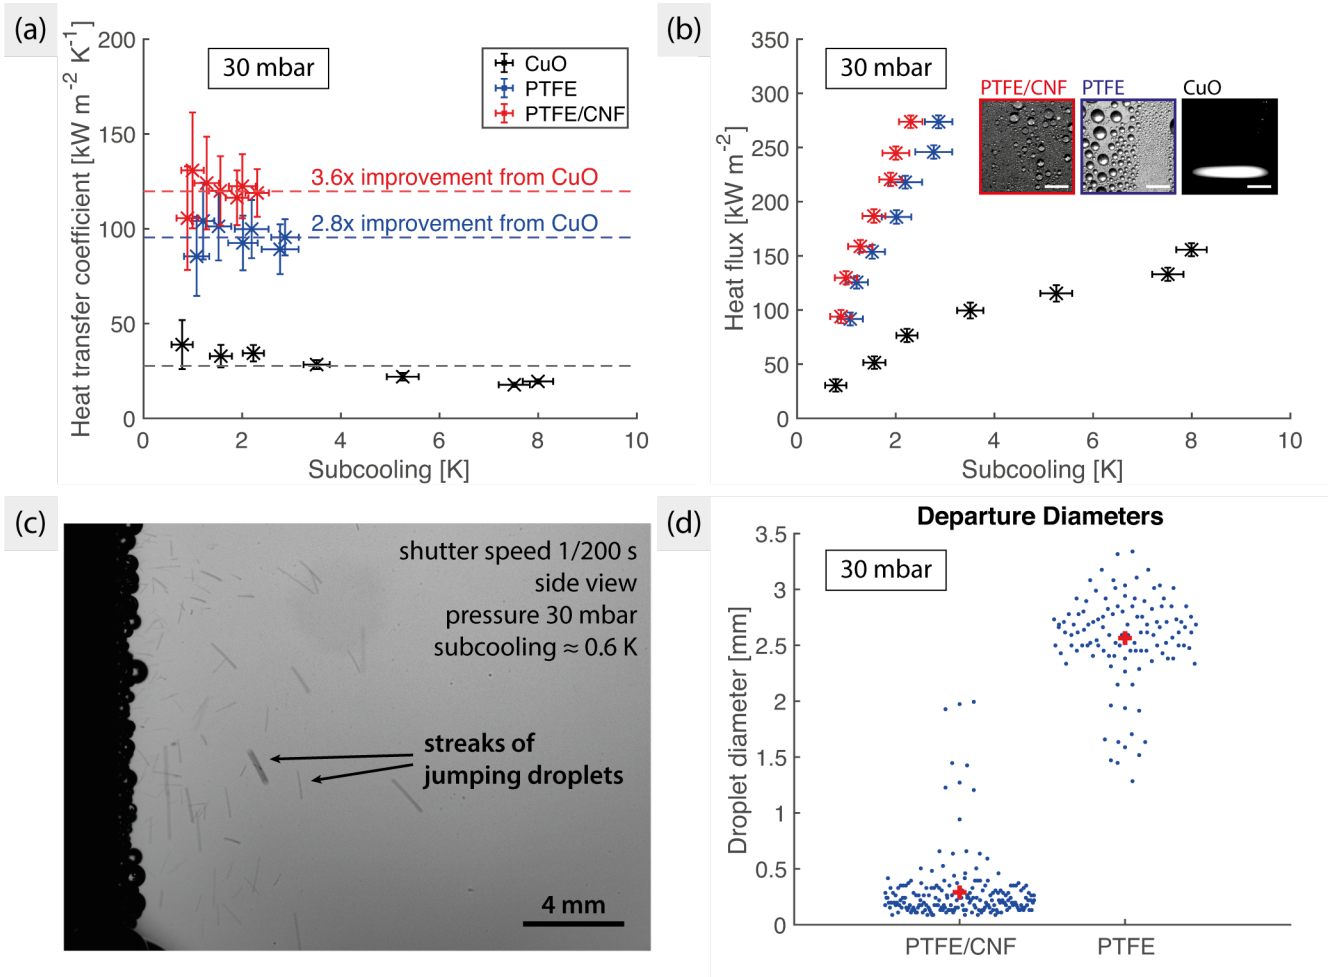 (a)
200
150
100
50
0
0 2 4 6 8 10
Heat transfer coefficient [kW m-2 K-1]
Subcooling [K]
30 mbar
CuO
PTFE
PTFE/CNF
3.6x improvement from CuO
2.8x improvement from CuO
(b)
350
300
250
200
150
100
50
0
0 2 4 6 8 10
Heat flux [kW m-2]
Subcooling [K]
30 mbar
PTFE/CNF PTFE CuO
(c)
shutter speed 1/200 s
side view
pressure 30 mbar
subcooling ≈ 0.6 K
streaks of
jumping droplets
4 mm
(d)
Departure Diameters
30 mbar
3.5
3
2.5
2
1.5
1
0.5
0
Droplet diameter [mm]
PTFE/CNF PTFE